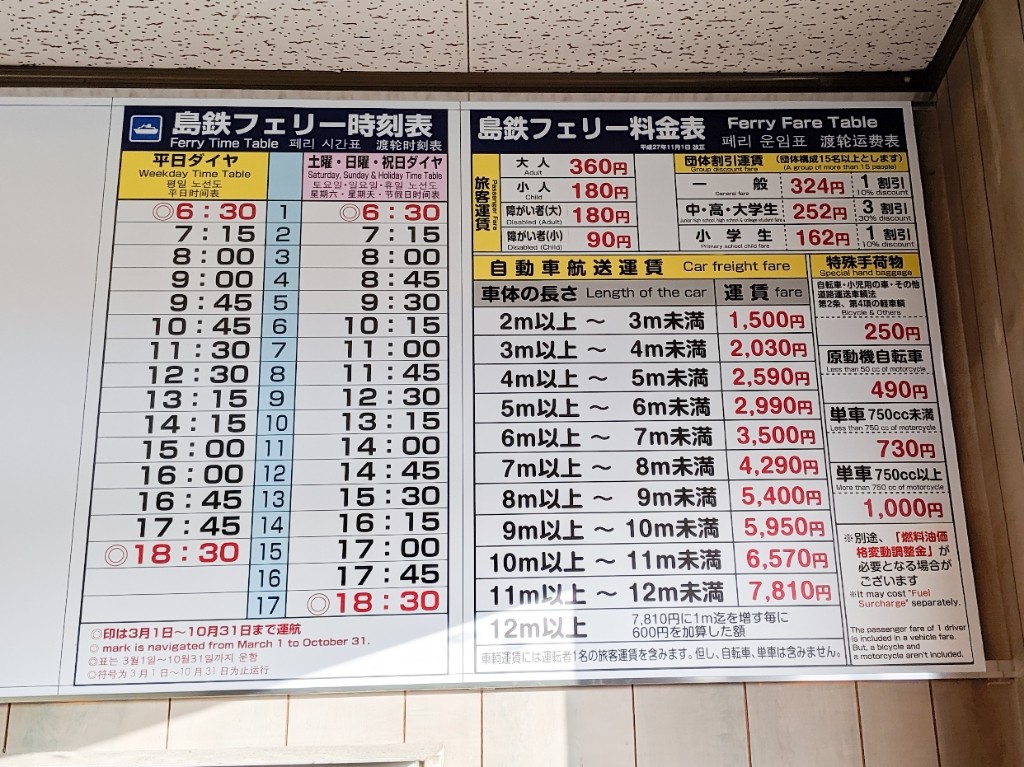 島鉄フェリー時刻表
Ferry Time Table 페리 시간표 渡轮时刻表
平日ダイヤ
Weekday Time Table
평일 노선도
平日时间表
土曜・日曜・祝日ダイヤ
Saturday, Sunday & Holiday Time Table
토요일·일요일·휴일 노선도
星期六・星期天・节假日时间表
◎6:30 1 ◎6:30
7:15 2 7:15
8:00 3 8:00
9:00 4 8:45
9:45 5 9:30
10:45 6 10:15
11:30 7 11:00
12:30 8 11:45
13:15 9 12:30
14:15 10 13:15
15:00 11 14:00
16:00 12 14:45
16:45 13 15:30
17:45 14 16:15
◎18:30 15 17:00
16 17:45
17 ◎18:30
◎印は3月1日〜10月31日まで運航
◎ mark is navigated from March 1 to October 31.
◎표는 3월1일~10월31일까지 운항
◎符号为3月1日〜10月31日为止运行
島鉄フェリー料金表 Ferry Fare Table
平成27年11月1日 改正 페리 운임표 渡轮运费表
旅客運賃 Passenger Fare
大人 360円
Adult
小人 180円
Child
障がい者(大) 180円
Disabled (Adult)
障がい者(小) 90円
Disabled (Child)
団体割引運賃 (団体構成15名以上とします)
Group discount fare (A group of more than 15 people)
一般 324円 1割引
General fare 10% discount
中・高・大学生 252円 3割引
Junior high school, high school & college student fare 30% discount
小学生 162円 1割引
Primary school child fare 10% discount
自動車航送運賃 Car freight fare
車体の長さ Length of the car 運賃 fare
2m以上 〜 3m未満 1,500円
3m以上 〜 4m未満 2,030円
4m以上 〜 5m未満 2,590円
5m以上 〜 6m未満 2,990円
6m以上 〜 7m未満 3,500円
7m以上 〜 8m未満 4,290円
8m以上 〜 9m未満 5,400円
9m以上 〜 10m未満 5,950円
10m以上 〜 11m未満 6,570円
11m以上 〜 12m未満 7,810円
12m以上 7,810円に1m迄を増す毎に
600円を加算した額
車輌運賃には運転者1名の旅客運賃を含みます。但し、自転車、単車は含みません。
特殊手荷物
Special hand baggage
自転車・小児用の車・その他
道路運送車輌法
第2条、第4項の軽車輌
Bicycle & Others
250円
原動機自転車
Less than 50 cc of motorcycle
490円
単車750cc未満
Less than 750 cc of motorcycle
730円
単車750cc以上
More than 750 cc of motorcycle
1,000円
※別途、「燃料油価
格変動調整金」が
必要となる場合が
ございます
※It may cost "Fuel
Surcharge" separately.
The passenger fare of 1 driver
is included in a vehicle fare.
But, a bicycle and
a motorcycle aren't included.